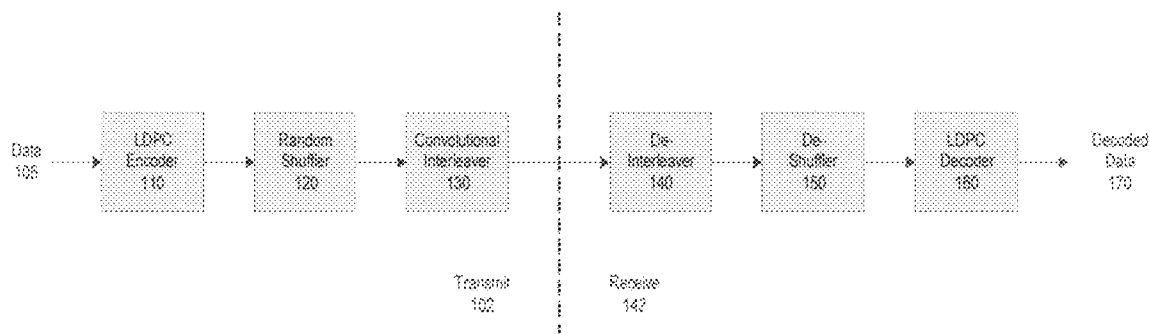 Data
105
LDPC
Encoder
110
Random
Shuffler
120
Convolutional
Interleaver
130
De-
Interleaver
140
De-
Shuffler
150
LDPC
Decoder
160
Decoded
Data
170
Transmit
102
Receive
142